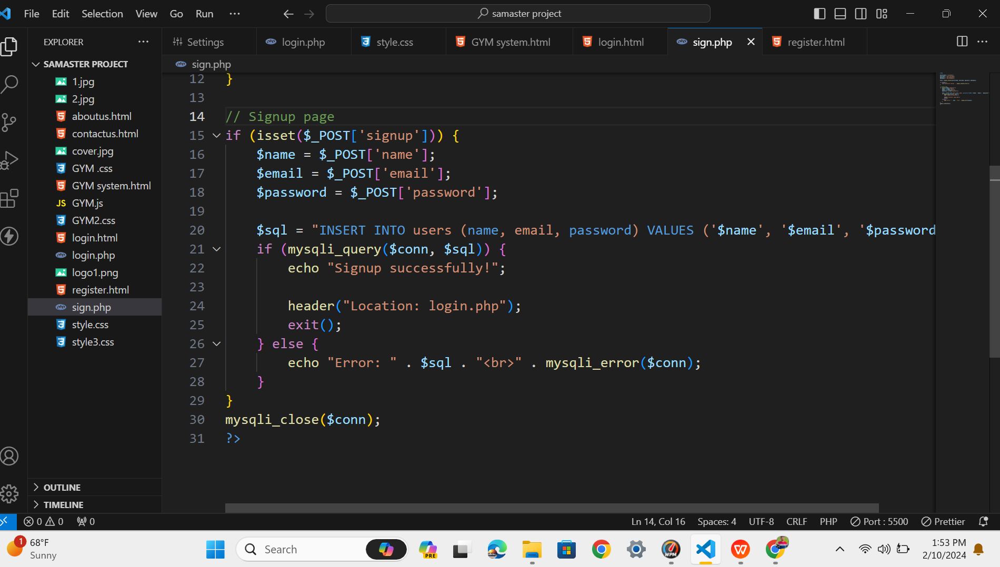 File Edit Selection View Go Run ···
samaster project
EXPLORER ···
Settings login.php style.css GYM system.html login.html sign.php register.html
SAMASTER PROJECT
1.jpg
2.jpg
aboutus.html
contactus.html
cover.jpg
GYM .css
GYM system.html
GYM.js
GYM2.css
login.html
login.php
logo1.png
register.html
sign.php
style.css
style3.css
OUTLINE
TIMELINE
sign.php
12 }
13
14 // Signup page
15 if (isset($_POST['signup'])) {
16 $name = $_POST['name'];
17 $email = $_POST['email'];
18 $password = $_POST['password'];
19
20 $sql = "INSERT INTO users (name, email, password) VALUES ('$name', '$email', '$password
21 if (mysqli_query($conn, $sql)) {
22 echo "Signup successfully!";
23
24 header("Location: login.php");
25 exit();
26 } else {
27 echo "Error: " . $sql . "<br>" . mysqli_error($conn);
28 }
29 }
30 mysqli_close($conn);
31 ?>
0 0 0 Ln 14, Col 16 Spaces: 4 UTF-8 CRLF PHP Port : 5500 Prettier
1 68°F
Sunny
Search
PRE
WPM
1:53 PM
2/10/2024